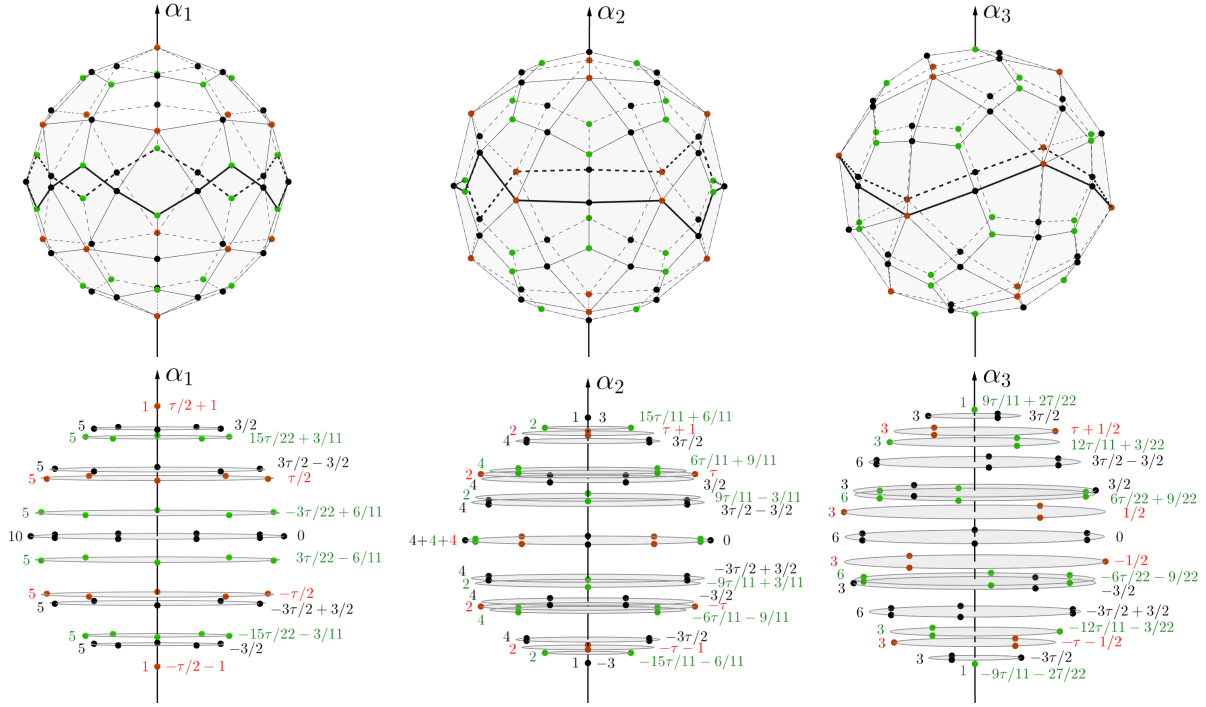 α₁
α₂
α₃
α₁
1 τ/2 + 1
5 3/2
5 15τ/22 + 3/11
5 3τ/2 − 3/2
5 τ/2
5 −3τ/22 + 6/11
10 0
5 3τ/22 − 6/11
5 −τ/2
5 −3τ/2 + 3/2
5 −15τ/22 − 3/11
5 −3/2
1 −τ/2 − 1
α₂
1 3
2 15τ/11 + 6/11
2 τ + 1
4 3τ/2
4 6τ/11 + 9/11
2 τ
4 3/2
2 9τ/11 − 3/11
4 3τ/2 − 3/2
4+4+4 0
4 −3τ/2 + 3/2
2 −9τ/11 + 3/11
4 −3/2
2 −τ
4 −6τ/11 − 9/11
4 −3τ/2
2 −τ − 1
2 −15τ/11 − 6/11
1 −3
α₃
1 9τ/11 + 27/22
3 3τ/2
3 τ + 1/2
3 12τ/11 + 3/22
6 3τ/2 − 3/2
3 3/2
6 6τ/22 + 9/22
3 1/2
6 0
3 −1/2
6 −6τ/22 − 9/22
3 −3/2
6 −3τ/2 + 3/2
3 −12τ/11 − 3/22
3 −τ − 1/2
3 −3τ/2
1 −9τ/11 − 27/22